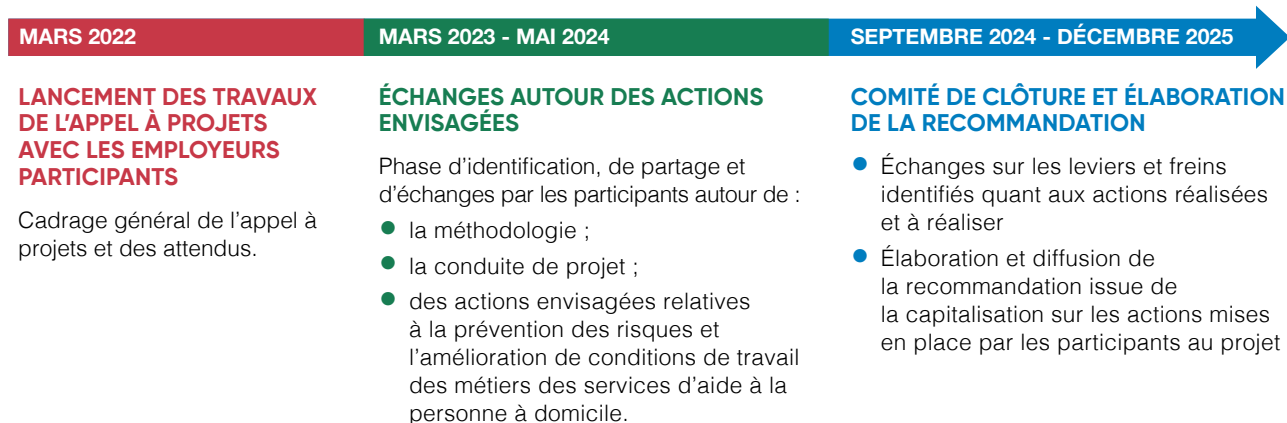 MARS 2022
LANCEMENT DES TRAVAUX
DE L'APPEL À PROJETS
AVEC LES EMPLOYEURS
PARTICIPANTS
Cadrage général de l'appel à
projets et des attendus.
MARS 2023 - MAI 2024
ÉCHANGES AUTOUR DES ACTIONS
ENVISAGÉES
Phase d'identification, de partage et
d'échanges par les participants autour de :
● la méthodologie ;
● la conduite de projet ;
● des actions envisagées relatives
à la prévention des risques et
l'amélioration de conditions de travail
des métiers des services d'aide à la
personne à domicile.
SEPTEMBRE 2024 - DÉCEMBRE 2025
COMITÉ DE CLÔTURE ET ÉLABORATION
DE LA RECOMMANDATION
● Échanges sur les leviers et freins
identifiés quant aux actions réalisées
et à réaliser
● Élaboration et diffusion de
la recommandation issue de
la capitalisation sur les actions mises
en place par les participants au projet